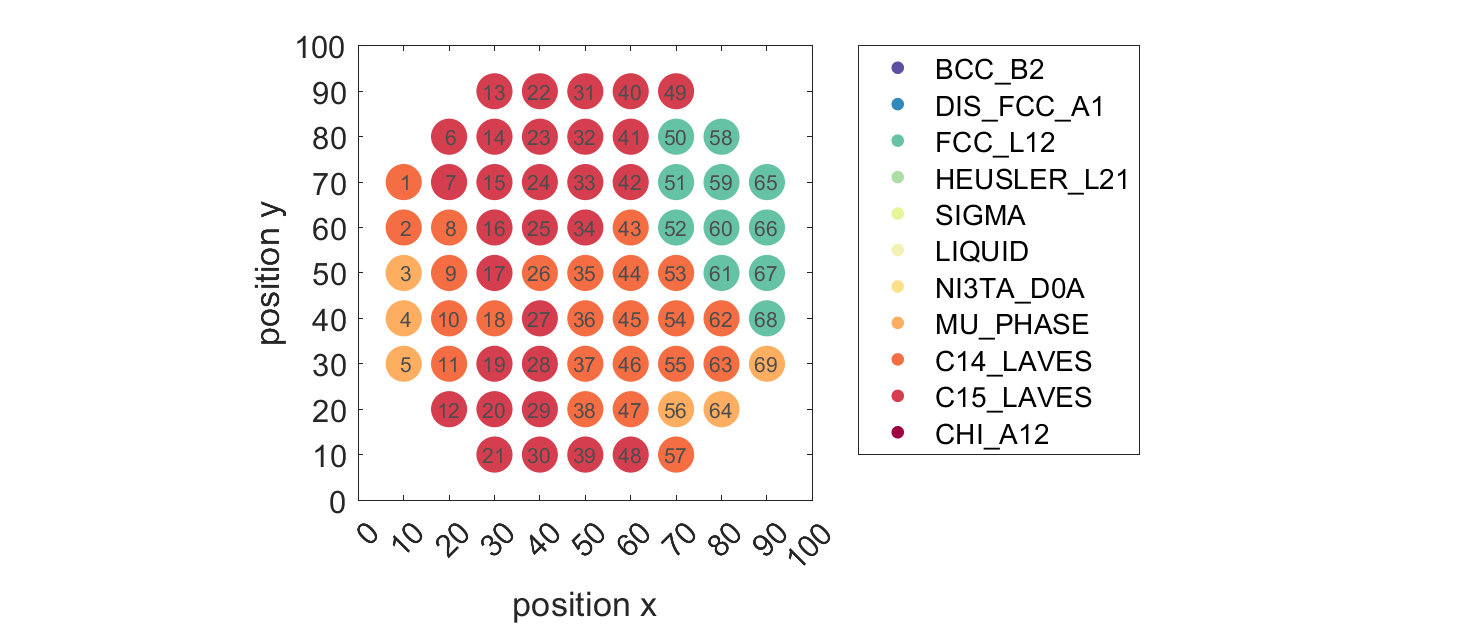 100
90
80
70
60
50
40
30
20
10
0
13 22 31 40 49
6 14 23 32 41 50 58
1 7 15 24 33 42 51 59 65
2 8 16 25 34 43 52 60 66
3 9 17 26 35 44 53 61 67
4 10 18 27 36 45 54 62 68
5 11 19 28 37 46 55 63 69
12 20 29 38 47 56 64
21 30 39 48 57
0 10 20 30 40 50 60 70 80 90 100
position x
position y
BCC_B2
DIS_FCC_A1
FCC_L12
HEUSLER_L21
SIGMA
LIQUID
NI3TA_D0A
MU_PHASE
C14_LAVES
C15_LAVES
CHI_A12